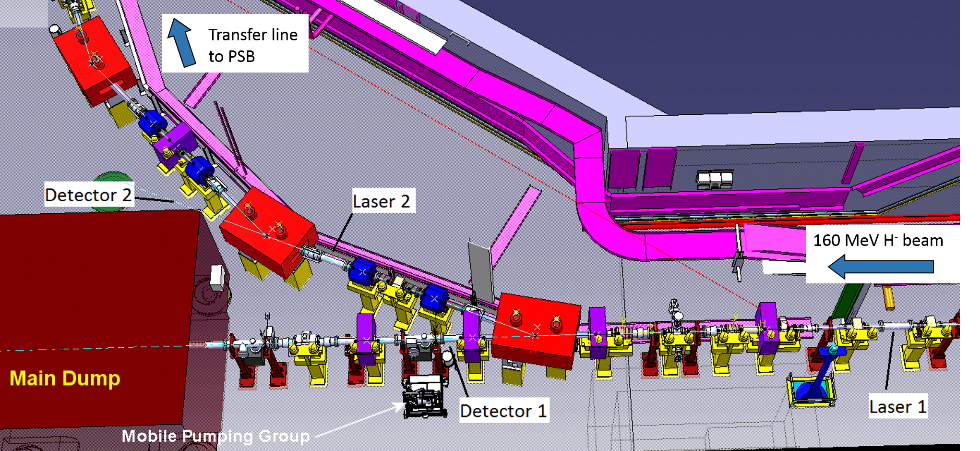 Transfer line
to PSB
Detector 2
Laser 2
160 MeV H- beam
Main Dump
Detector 1
Laser 1
Mobile Pumping Group